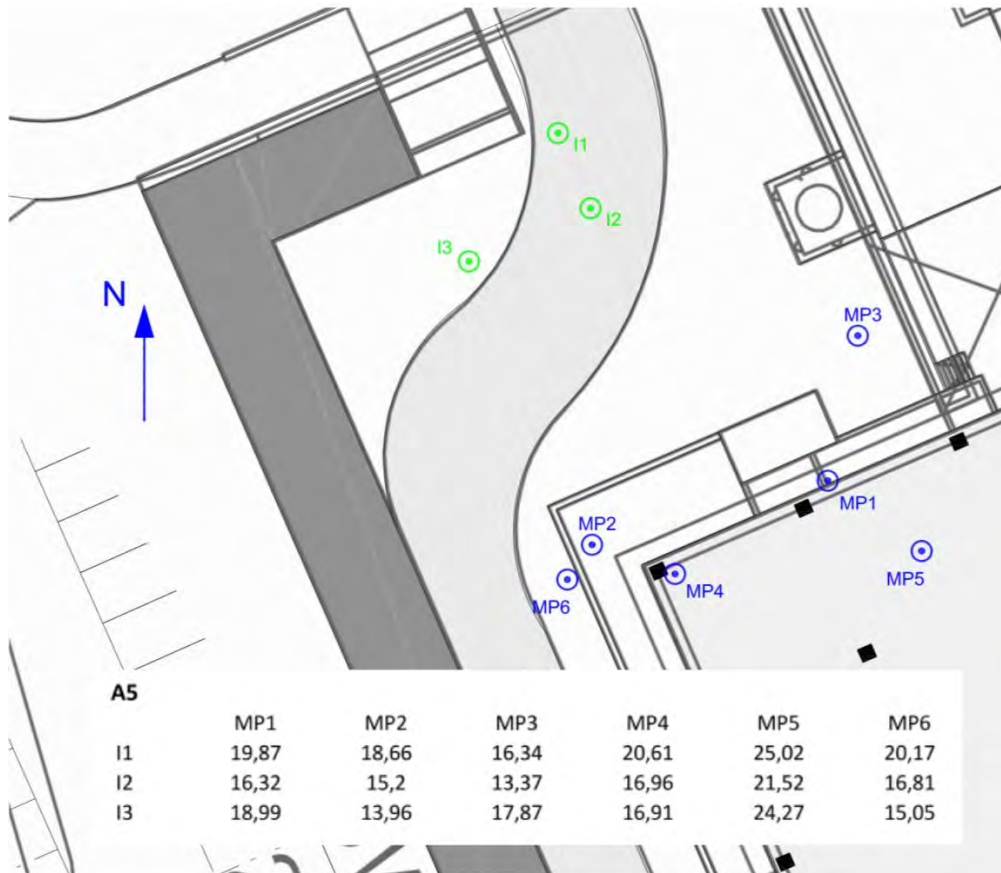 I1
I2
I3
N
MP3
MP1
MP2
MP5
MP4
MP6
A5
MP1 MP2 MP3 MP4 MP5 MP6
I1 19,87 18,66 16,34 20,61 25,02 20,17
I2 16,32 15,2 13,37 16,96 21,52 16,81
I3 18,99 13,96 17,87 16,91 24,27 15,05